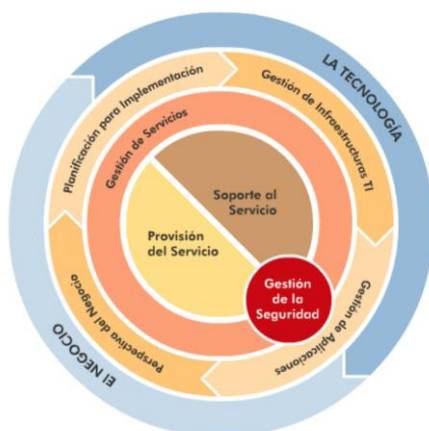 LA TECNOLOGÍA
Planificación para Implementación
Gestión de Infraestructuras TI
Gestión de Servicios
Soporte al
Servicio
Provisión
del Servicio
Gestión
de la
Seguridad
Perspectiva del Negocio
Gestión de Aplicaciones
El NEGOCIO